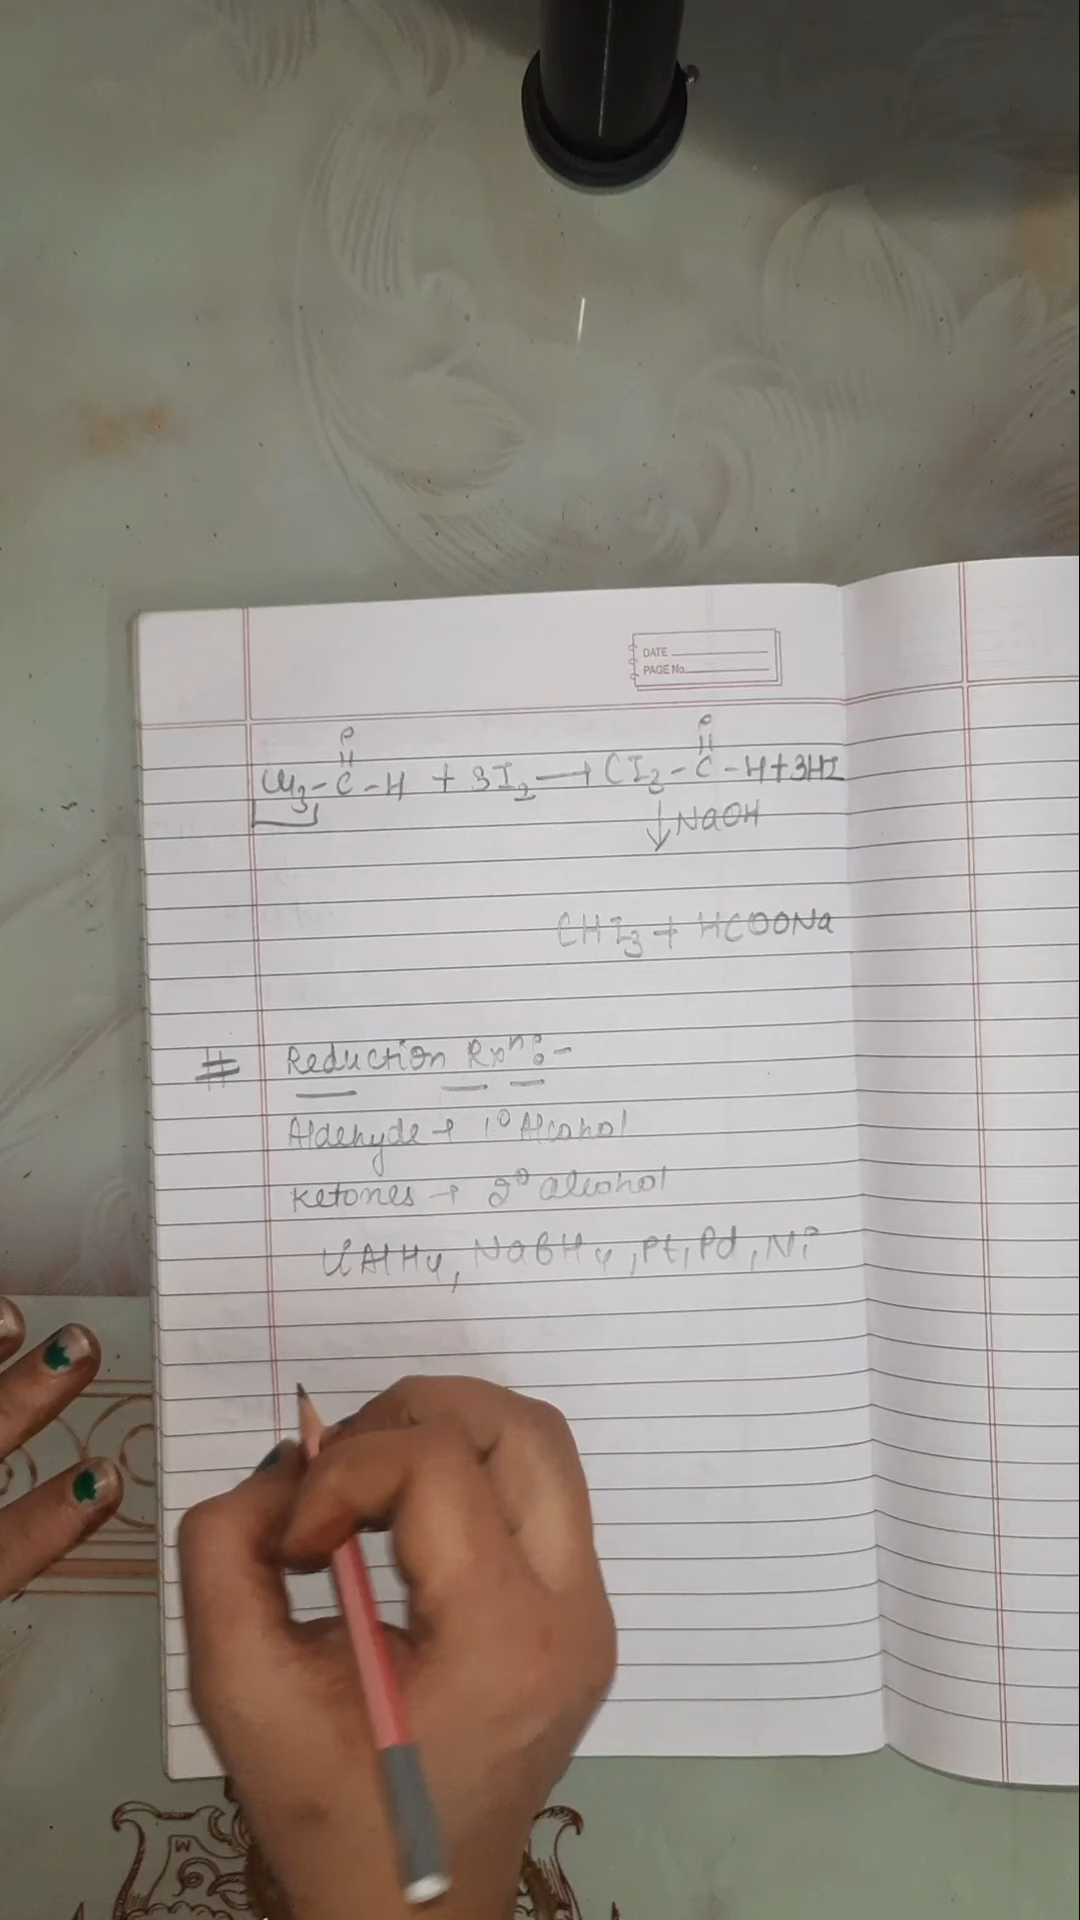 DATE
PAGE No.
O
||
CH3-C-H + 3I2 → CI3-C-H+3HI
O
||
↓NaOH
CHI3 + HCOONa
# Reduction Rxn:-
Aldehyde → 1° Alcohol
Ketones → 2° alcohol
LiAlH4, NaBH4, Pt, Pd, Ni